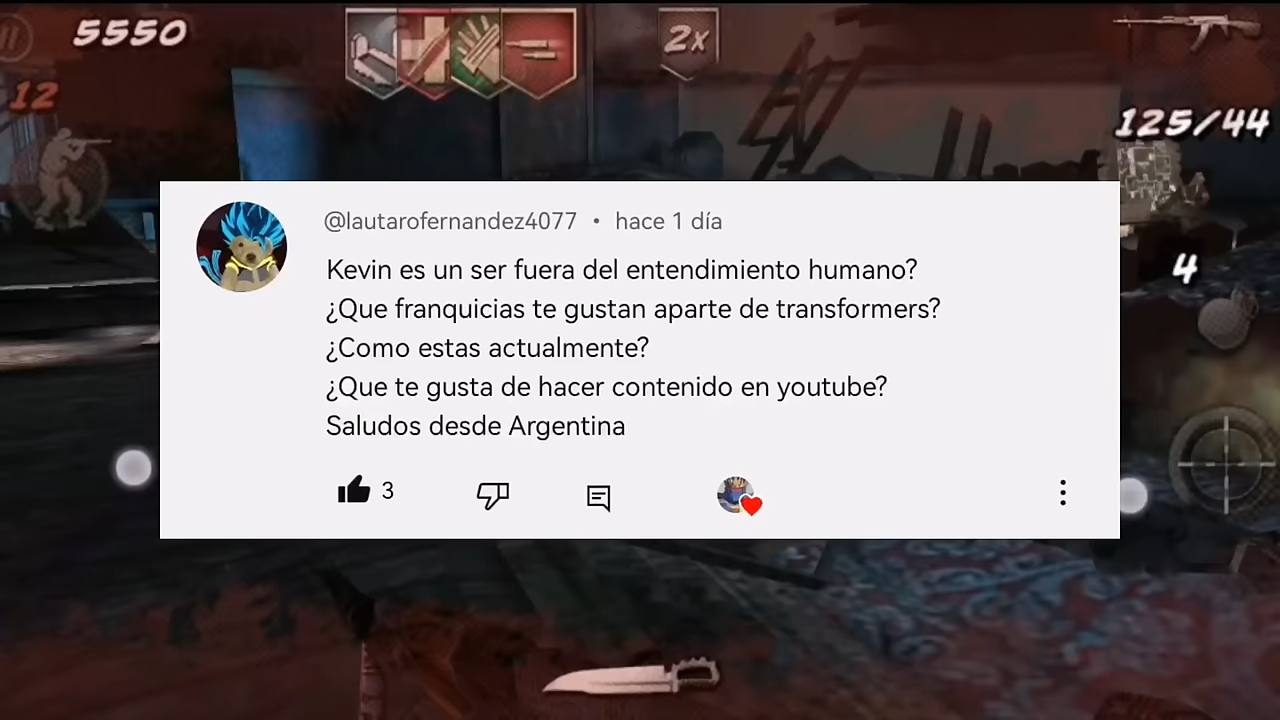 5550
2x
12
125/44
@lautarofernandez4077 • hace 1 día
Kevin es un ser fuera del entendimiento humano?
¿Que franquicias te gustan aparte de transformers?
¿Como estas actualmente?
¿Que te gusta de hacer contenido en youtube?
Saludos desde Argentina
4
3